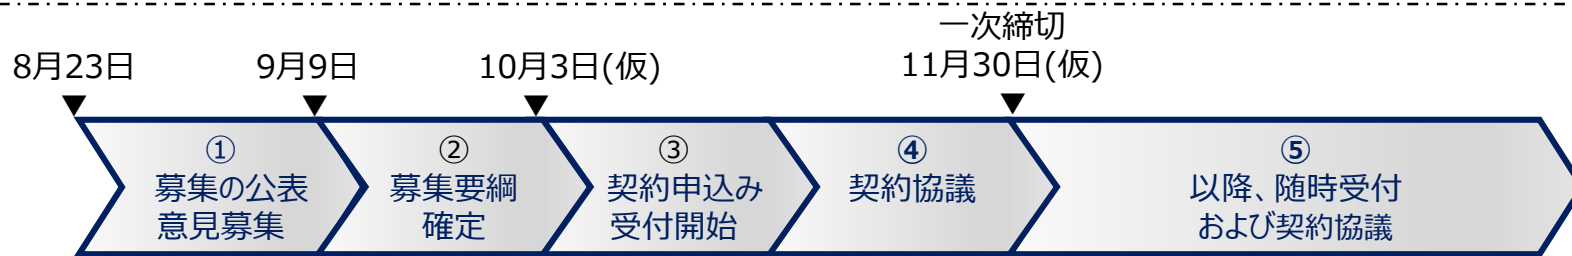 8月23日
9月9日
10月3日(仮)
一次締切
11月30日(仮)
①
募集の公表
意見募集
②
募集要綱
確定
③
契約申込み
受付開始
④
契約協議
⑤
以降、随時受付
および契約協議